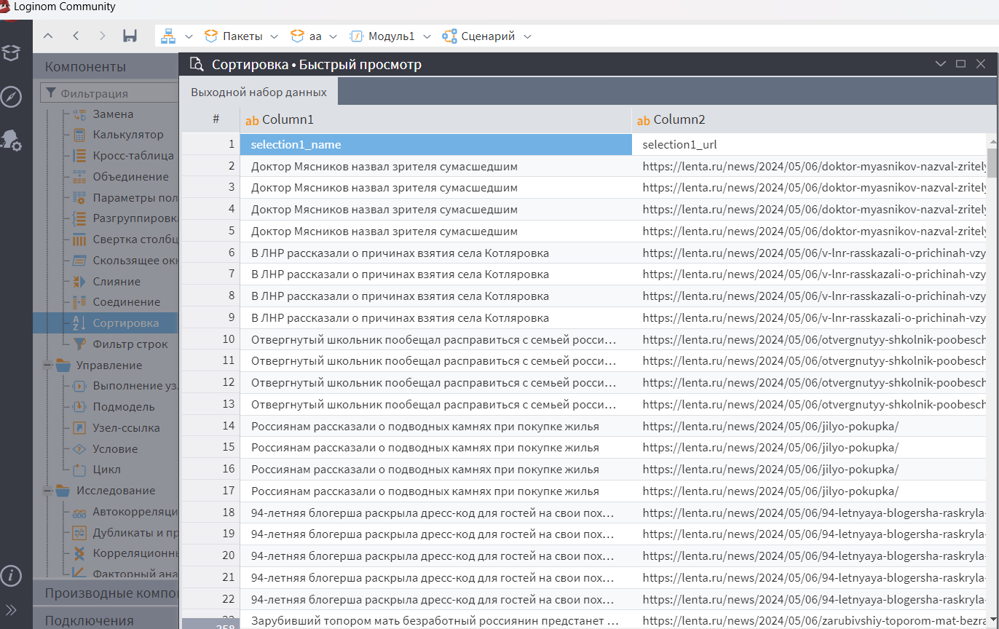 Loginom Community
Пакеты
аа
Модуль1
Сценарий
Компоненты
Фильтрация
Замена
Калькулятор
Кросс-таблица
Объединение
Параметры пол
Разгруппировк
Свертка столбц
Скользящее окн
Слияние
Соединение
Сортировка
Фильтр строк
Управление
Выполнение уз
Подмодель
Узел-ссылка
Условие
Цикл
Исследование
Автокорреляци
Дубликаты и пр
Корреляционн
Факторный ана
Производные компо
Подключения
Сортировка • Быстрый просмотр
Выходной набор данных
# ab Column1 ab Column2
1 selection1_name selection1_url
2 Доктор Мясников назвал зрителя сумасшедшим https://lenta.ru/news/2024/05/06/doktor-myasnikov-nazval-zritely
3 Доктор Мясников назвал зрителя сумасшедшим https://lenta.ru/news/2024/05/06/doktor-myasnikov-nazval-zritely
4 Доктор Мясников назвал зрителя сумасшедшим https://lenta.ru/news/2024/05/06/doktor-myasnikov-nazval-zritely
5 Доктор Мясников назвал зрителя сумасшедшим https://lenta.ru/news/2024/05/06/doktor-myasnikov-nazval-zritely
6 В ЛНР рассказали о причинах взятия села Котляровка https://lenta.ru/news/2024/05/06/v-lnr-rasskazali-o-prichinah-vzy
7 В ЛНР рассказали о причинах взятия села Котляровка https://lenta.ru/news/2024/05/06/v-lnr-rasskazali-o-prichinah-vzy
8 В ЛНР рассказали о причинах взятия села Котляровка https://lenta.ru/news/2024/05/06/v-lnr-rasskazali-o-prichinah-vzy
9 В ЛНР рассказали о причинах взятия села Котляровка https://lenta.ru/news/2024/05/06/v-lnr-rasskazali-o-prichinah-vzy
10 Отвергнутый школьник пообещал расправиться с семьей росси... https://lenta.ru/news/2024/05/06/otvergnutyy-shkolnik-poobesch
11 Отвергнутый школьник пообещал расправиться с семьей росси... https://lenta.ru/news/2024/05/06/otvergnutyy-shkolnik-poobesch
12 Отвергнутый школьник пообещал расправиться с семьей росси... https://lenta.ru/news/2024/05/06/otvergnutyy-shkolnik-poobesch
13 Отвергнутый школьник пообещал расправиться с семьей росси... https://lenta.ru/news/2024/05/06/otvergnutyy-shkolnik-poobesch
14 Россиянам рассказали о подводных камнях при покупке жилья https://lenta.ru/news/2024/05/06/jilyo-pokupka/
15 Россиянам рассказали о подводных камнях при покупке жилья https://lenta.ru/news/2024/05/06/jilyo-pokupka/
16 Россиянам рассказали о подводных камнях при покупке жилья https://lenta.ru/news/2024/05/06/jilyo-pokupka/
17 Россиянам рассказали о подводных камнях при покупке жилья https://lenta.ru/news/2024/05/06/jilyo-pokupka/
18 94-летняя блогерша раскрыла дресс-код для гостей на свои пох... https://lenta.ru/news/2024/05/06/94-letnyaya-blogersha-raskryla-
19 94-летняя блогерша раскрыла дресс-код для гостей на свои пох... https://lenta.ru/news/2024/05/06/94-letnyaya-blogersha-raskryla-
20 94-летняя блогерша раскрыла дресс-код для гостей на свои пох... https://lenta.ru/news/2024/05/06/94-letnyaya-blogersha-raskryla-
21 94-летняя блогерша раскрыла дресс-код для гостей на свои пох... https://lenta.ru/news/2024/05/06/94-letnyaya-blogersha-raskryla-
22 94-летняя блогерша раскрыла дресс-код для гостей на свои пох... https://lenta.ru/news/2024/05/06/94-letnyaya-blogersha-raskryla-
Зарубивший топором мать безработный россиянин предстанет ... https://lenta.ru/news/2024/05/06/zarubivshiy-toporom-mat-bezra